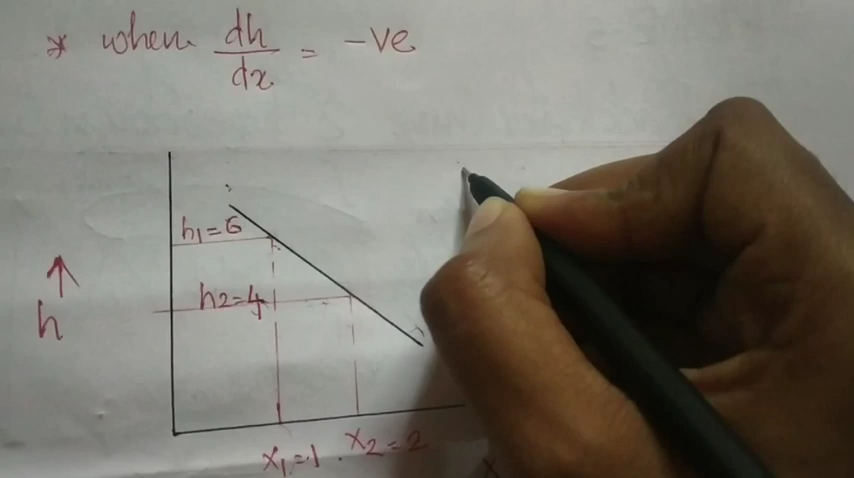 * when dh/dx = -ve
h1=6
h2=4
h
x1=1 x2=2
x